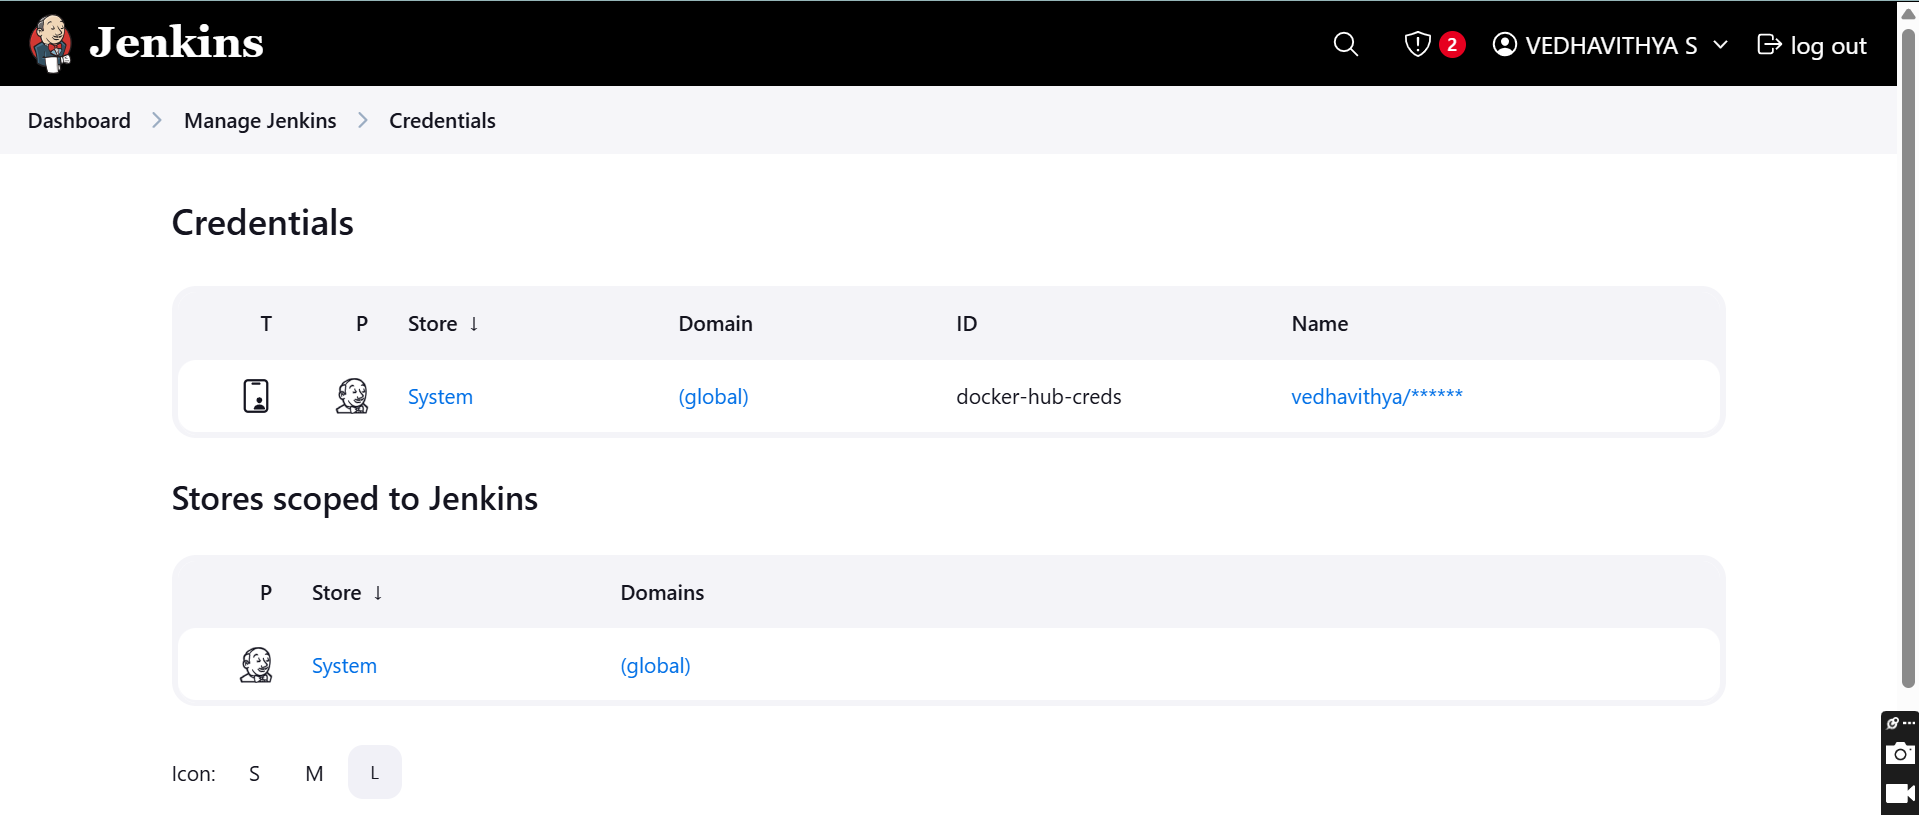 Jenkins
2
VEDHAVITHYA S
log out
Dashboard > Manage Jenkins > Credentials
Credentials
T P Store ↓ Domain ID Name
System (global) docker-hub-creds vedhavithya/******
Stores scoped to Jenkins
P Store ↓ Domains
System (global)
Icon: S M L